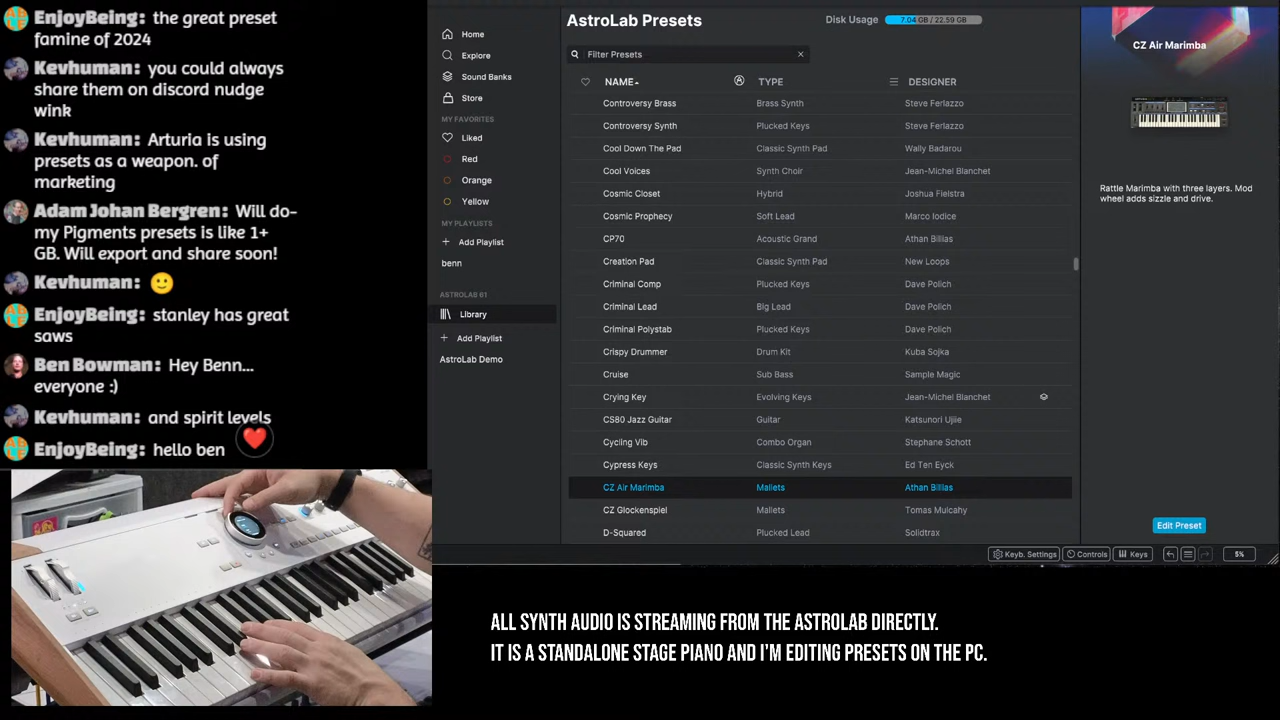 EnjoyBeing: the great preset
famine of 2024
Kevhuman: you could always
share them on discord nudge
wink
Kevhuman: Arturia is using
presets as a weapon. of
marketing
Adam Johan Bergren: Will do-
my Pigments presets is like 1+
GB. Will export and share soon!
Kevhuman: 🙂
EnjoyBeing: stanley has great
saws
Ben Bowman: Hey Benn...
everyone :)
Kevhuman: and spirit levels
EnjoyBeing: hello ben
Home
Explore
Sound Banks
Store
MY FAVORITES
Liked
Red
Orange
Yellow
MY PLAYLISTS
+ Add Playlist
benn
ASTROLAB 61
Library
+ Add Playlist
AstroLab Demo
AstroLab Presets
Disk Usage 7.04 GB / 22.59 GB
Filter Presets
NAME TYPE DESIGNER
Controversy Brass Brass Synth Steve Ferlazzo
Controversy Synth Plucked Keys Steve Ferlazzo
Cool Down The Pad Classic Synth Pad Wally Badarou
Cool Voices Synth Choir Jean-Michel Blanchet
Cosmic Closet Hybrid Joshua Fielstra
Cosmic Prophecy Soft Lead Marco Iodice
CP70 Acoustic Grand Athan Billias
Creation Pad Classic Synth Pad New Loops
Criminal Comp Plucked Keys Dave Polich
Criminal Lead Big Lead Dave Polich
Criminal Polystab Plucked Keys Dave Polich
Crispy Drummer Drum Kit Kuba Sojka
Cruise Sub Bass Sample Magic
Crying Key Evolving Keys Jean-Michel Blanchet
CS80 Jazz Guitar Guitar Katsunori Ujiie
Cycling Vib Combo Organ Stephane Schott
Cypress Keys Classic Synth Keys Ed Ten Eyck
CZ Air Marimba Mallets Athan Billias
CZ Glockenspiel Mallets Tomas Mulcahy
D-Squared Plucked Lead Solidtrax
CZ Air Marimba
Rattle Marimba with three layers. Mod
wheel adds sizzle and drive.
Edit Preset
Keyb. Settings Controls Keys 5%
ALL SYNTH AUDIO IS STREAMING FROM THE ASTROLAB DIRECTLY.
IT IS A STANDALONE STAGE PIANO AND I'M EDITING PRESETS ON THE PC.